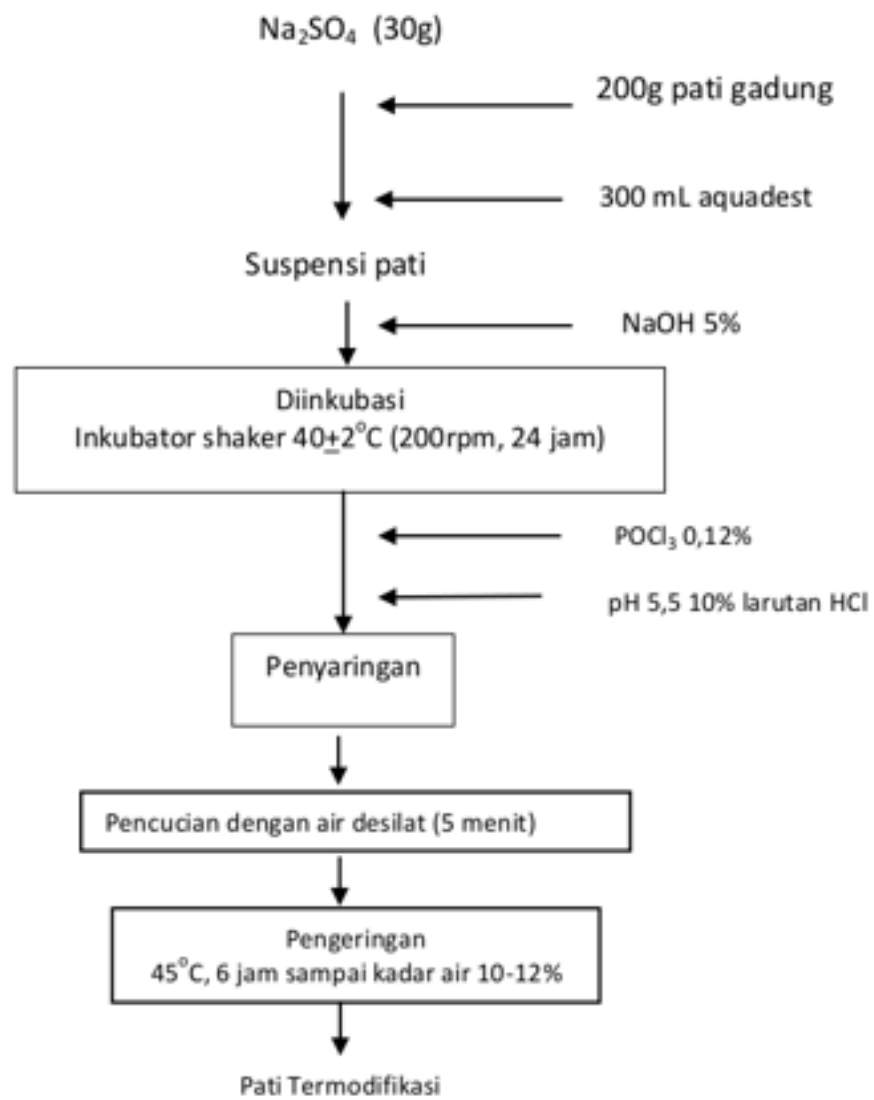 Na₂SO₄ (30g)
200g pati gadung
300 mL aquadest
Suspensi pati
NaOH 5%
Diinkubasi
Inkubator shaker 40±2°C (200rpm, 24 jam)
POCl₃ 0,12%
pH 5,5 10% larutan HCl
Penyaringan
Pencucian dengan air desilat (5 menit)
Pengeringan
45°C, 6 jam sampai kadar air 10-12%
Pati Termodifikasi